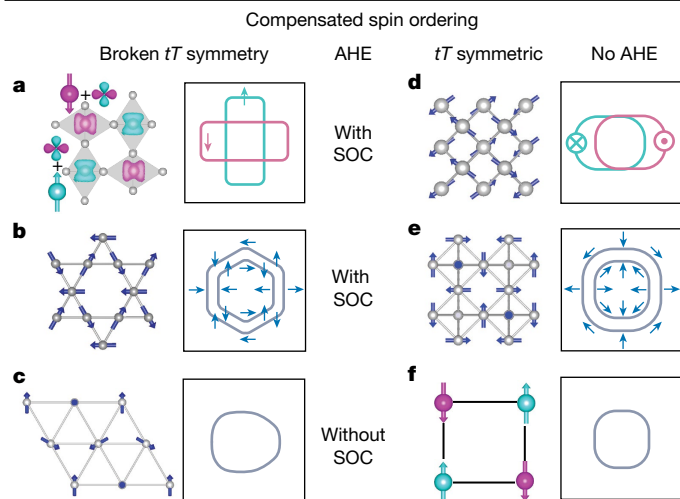 Compensated spin ordering
Broken tT symmetry AHE tT symmetric No AHE
a
+
+
With
SOC
d
b
With
SOC
e
c
Without
SOC
f